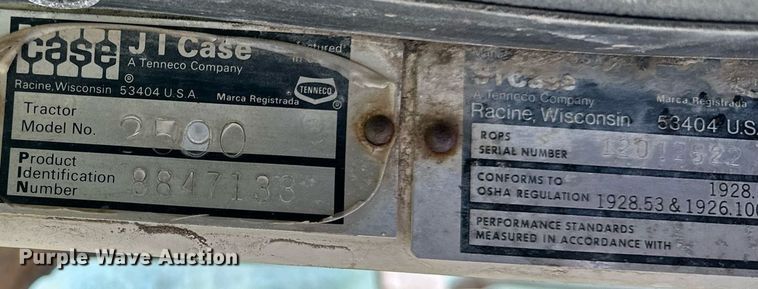 case J I Case
A Tenneco Company
Racine, Wisconsin 53404 U.S.A. Marca Registrada TENNECO
Tractor
Model No. 2590
Product
Identification
Number 8847133
J I Case
A Tenneco Company Marca Registrada
Racine, Wisconsin 53404 U.S.
ROPS
SERIAL NUMBER
CONFORMS TO 1928.
OSHA REGULATION 1928.53 & 1926.100
PERFORMANCE STANDARDS
MEASURED IN ACCORDANCE WITH
Purple Wave Auction